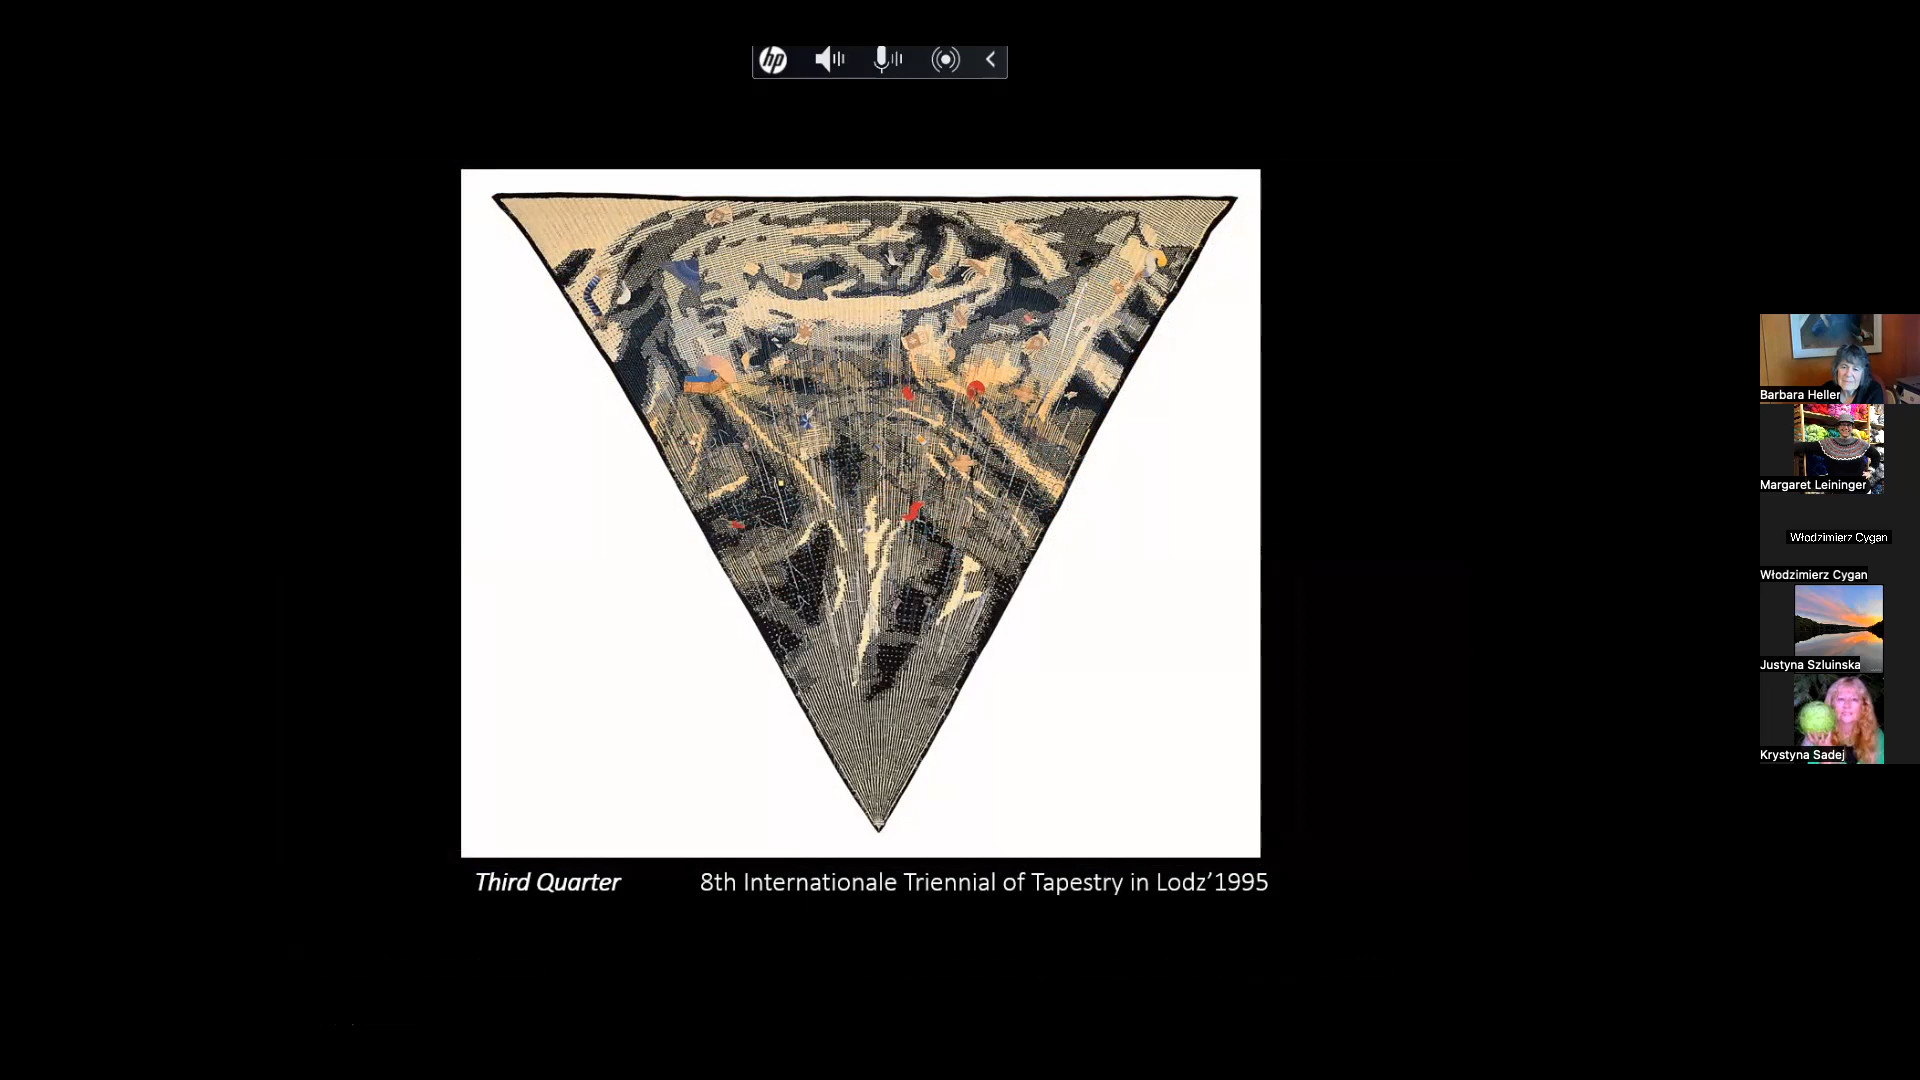 hp
Third Quarter 8th Internationale Triennial of Tapestry in Lodz’1995
Barbara Heller
Margaret Leininger
Włodzimierz Cygan
Włodzimierz Cygan
Justyna Szluinska
Krystyna Sadej